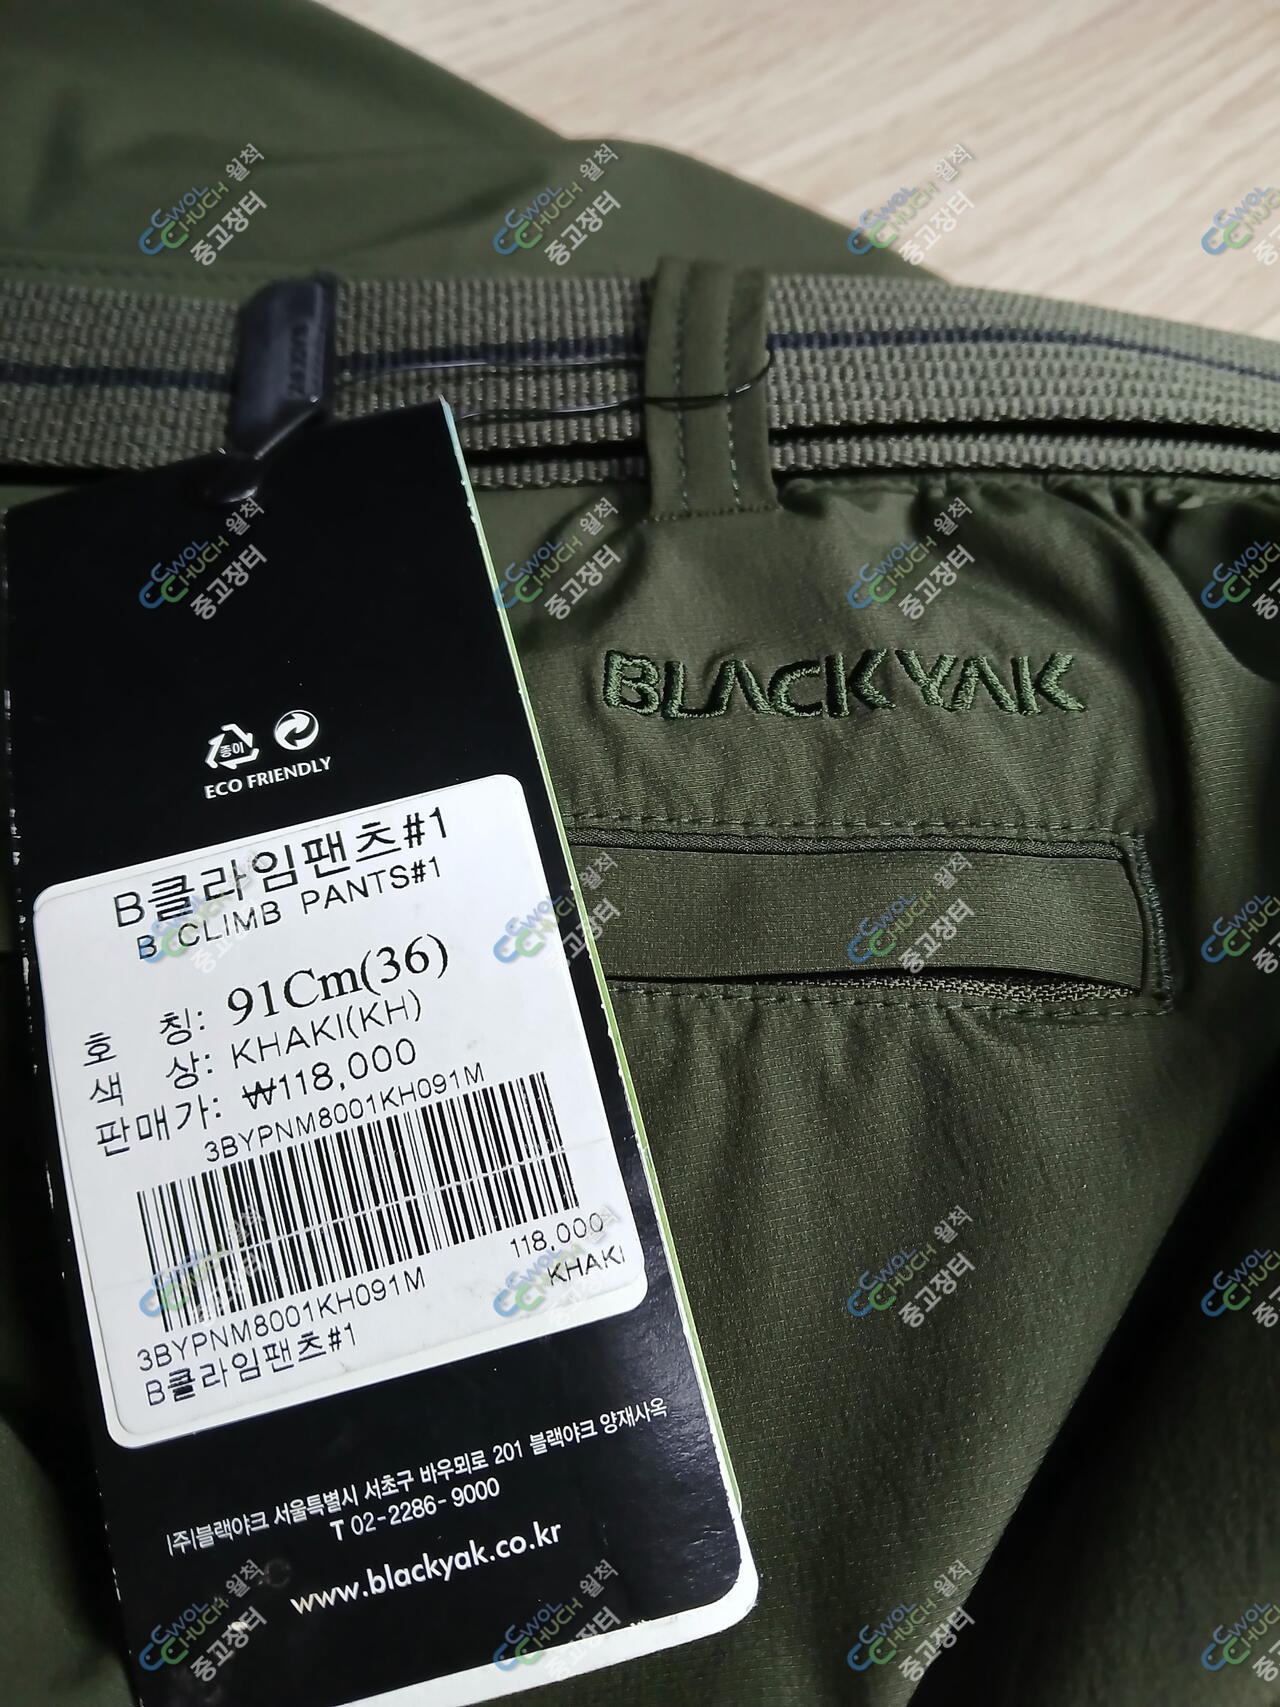 BLACKYAK
종이
ECO FRIENDLY
B클라임팬츠#1
B CLIMB PANTS#1
호 칭: 91Cm(36)
색 상: KHAKI(KH)
판매가: ₩118,000
3BYPNM8001KH091M
118,000
3BYPNM8001KH091M KHAKI
B클라임팬츠#1
(주)블랙야크 서울특별시 서초구 바우뫼로 201 블랙야크 양재사옥
T 02-2286-9000
www.blackyak.co.kr
CWOL 월척
CHUCH 중고장터